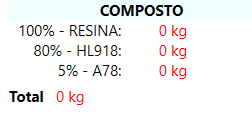 COMPOSTO
100% - RESINA: 0 kg
80% - HL918: 0 kg
5% - A78: 0 kg
Total 0 kg